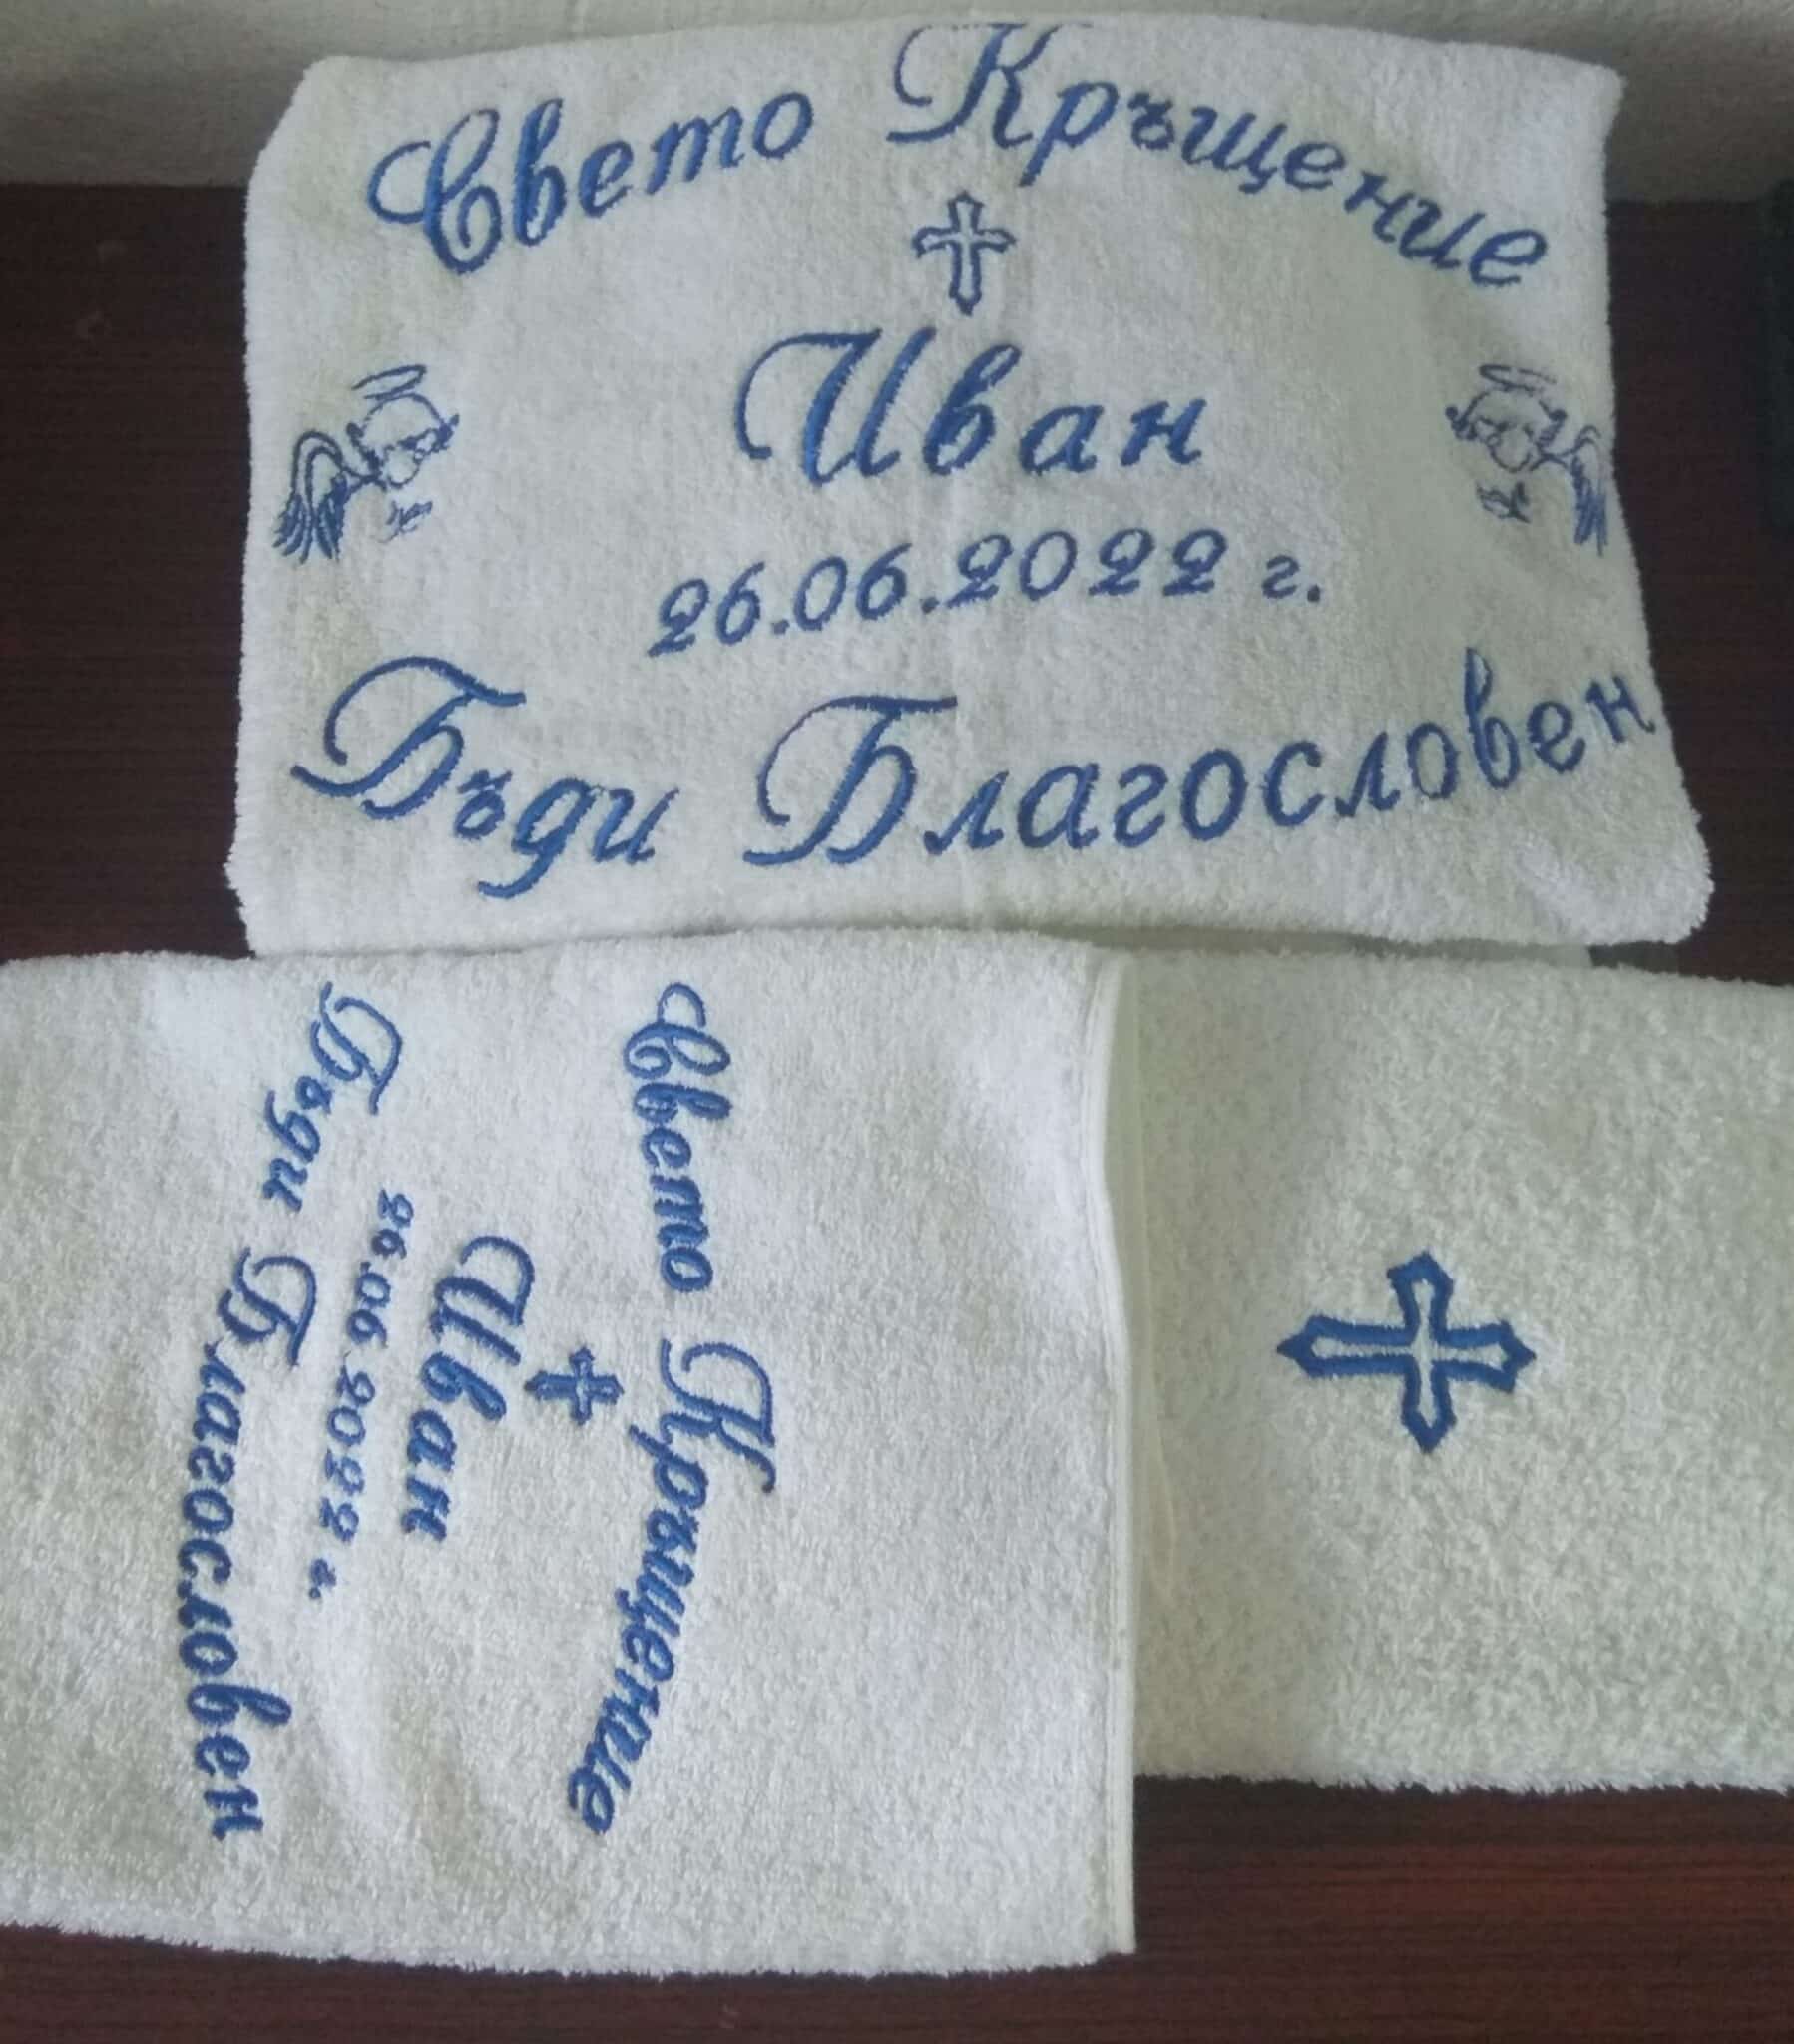 Свето Кръщение
Иван
26.06.2022 г.
Бъди Благословен
Свето Кръщение
Иван
26.06.2022 г.
Бъди Благословен